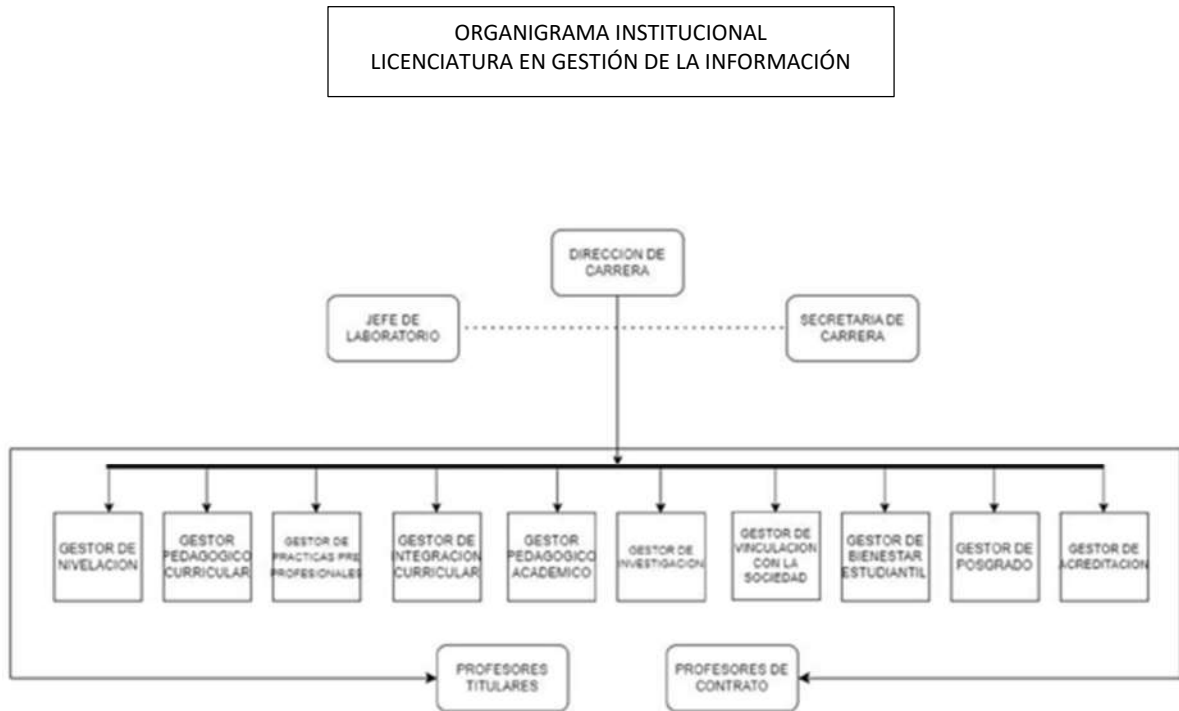 ORGANIGRAMA INSTITUCIONAL
LICENCIATURA EN GESTIÓN DE LA INFORMACIÓN
DIRECCION DE
CARRERA
JEFE DE
LABORATORIO
SECRETARIA DE
CARRERA
GESTOR DE
NIVELACION
GESTOR
PEDAGOGICO
CURRICULAR
GESTOR DE
PRACTICAS PRE
PROFESIONALES
GESTOR DE
INTEGRACION
CURRICULAR
GESTOR
PEDAGOGICO
ACADEMICO
GESTOR DE
INVESTIGACION
GESTOR DE
VINCULACION
CON LA
SOCIEDAD
GESTOR DE
BIENESTAR
ESTUDIANTIL
GESTOR DE
POSGRADO
GESTOR DE
ACREDITACION
PROFESORES
TITULARES
PROFESORES DE
CONTRATO